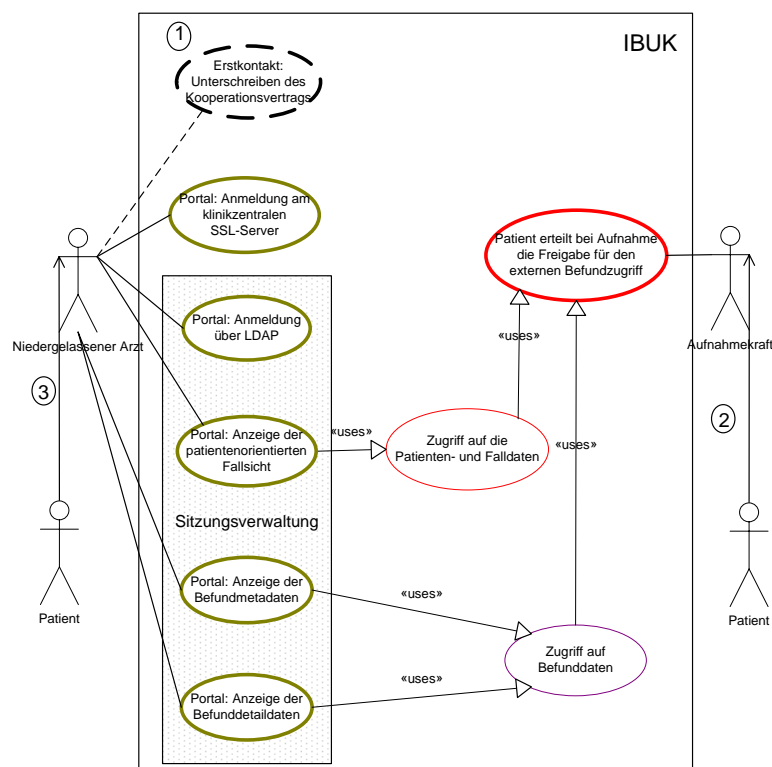 1
IBUK
Erstkontakt:
Unterschreiben des
Kooperationsvertrags
Portal: Anmeldung am
klinikzentralen
SSL-Server
Patient erteilt bei Aufnahme
die Freigabe für den
externen Befundzugriff
Niedergelassener Arzt
Portal: Anmeldung
über LDAP
«uses»
Aufnahmekraft
3
2
Portal: Anzeige der
patientenorientierten
Fallsicht
«uses»
Zugriff auf die
Patienten- und Falldaten
«uses»
Sitzungsverwaltung
Patient
Portal: Anzeige der
Befundmetadaten
«uses»
Patient
Zugriff auf
Befunddaten
Portal: Anzeige der
Befunddetaildaten
«uses»